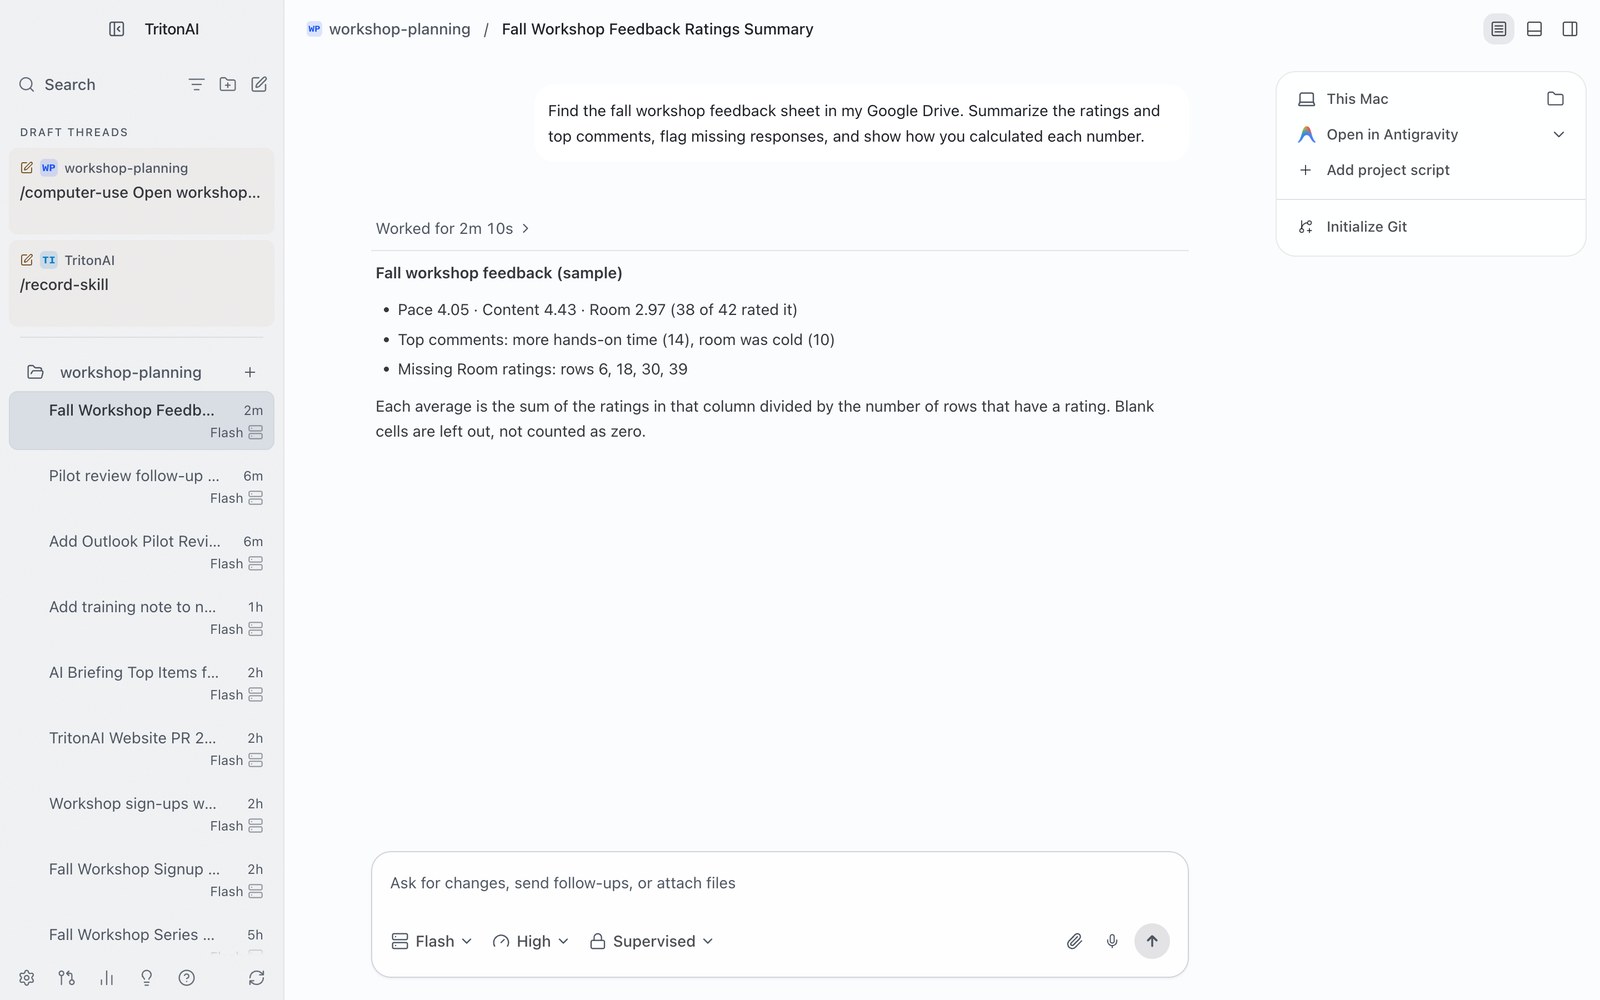 TritonAI
Search
DRAFT THREADS
WP workshop-planning
/computer-use Open workshop...
TI TritonAI
/record-skill
workshop-planning
Fall Workshop Feedb... 2m
Flash
Pilot review follow-up ... 6m
Flash
Add Outlook Pilot Revi... 6m
Flash
Add training note to n... 1h
Flash
AI Briefing Top Items f... 2h
Flash
TritonAI Website PR 2... 2h
Flash
Workshop sign-ups w... 2h
Flash
Fall Workshop Signup ... 2h
Flash
Fall Workshop Series ... 5h
WP workshop-planning / Fall Workshop Feedback Ratings Summary
Find the fall workshop feedback sheet in my Google Drive. Summarize the ratings and
top comments, flag missing responses, and show how you calculated each number.
Worked for 2m 10s
Fall workshop feedback (sample)
• Pace 4.05 · Content 4.43 · Room 2.97 (38 of 42 rated it)
• Top comments: more hands-on time (14), room was cold (10)
• Missing Room ratings: rows 6, 18, 30, 39
Each average is the sum of the ratings in that column divided by the number of rows that have a rating. Blank
cells are left out, not counted as zero.
Ask for changes, send follow-ups, or attach files
Flash High Supervised
This Mac
Open in Antigravity
Add project script
Initialize Git